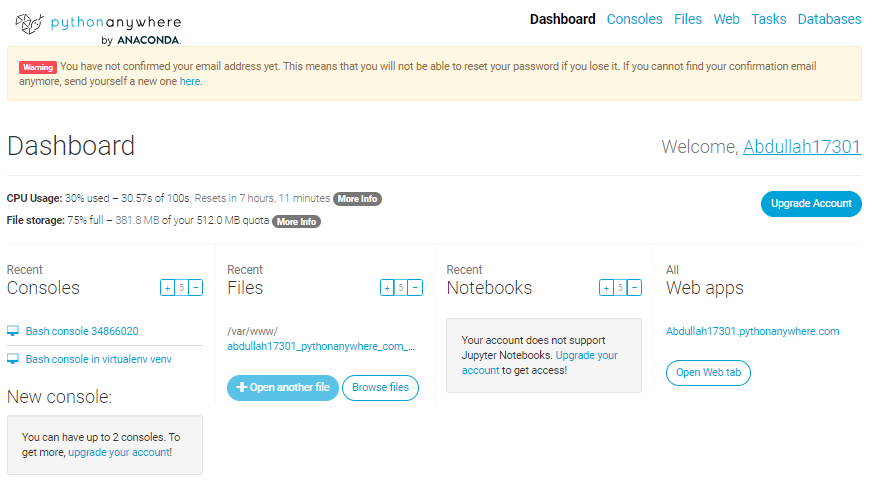 pythonanywhere
by ANACONDA.
Dashboard Consoles Files Web Tasks Databases
Warning You have not confirmed your email address yet. This means that you will not be able to reset your password if you lose it. If you cannot find your confirmation email
anymore, send yourself a new one here.
Dashboard
Welcome, Abdullah17301
CPU Usage: 30% used – 30.57s of 100s. Resets in 7 hours, 11 minutes More Info
File storage: 75% full – 381.8 MB of your 512.0 MB quota More Info
Upgrade Account
Recent
Consoles
+ 5 −
Bash console 34866020
Bash console in virtualenv venv
New console:
You can have up to 2 consoles. To
get more, upgrade your account!
Recent
Files
+ 5 −
/var/www/
abdullah17301_pythonanywhere_com_...
+ Open another file
Browse files
Recent
Notebooks
+ 5 −
Your account does not support
Jupyter Notebooks. Upgrade your
account to get access!
All
Web apps
Abdullah17301.pythonanywhere.com
Open Web tab